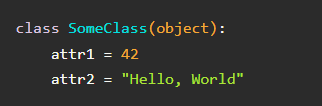 class SomeClass(object):
    attr1 = 42
    attr2 = "Hello, World"